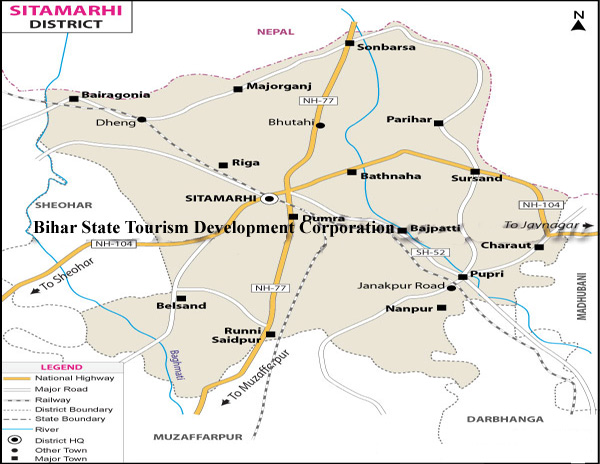 SITAMARHI
DISTRICT
N
NEPAL
Sonbarsa
Majorganj
Bairagonia
NH-77
Dheng
Bhutahi
Parihar
Riga
Bathnaha
Sursand
SITAMARHI
SHEOHAR
NH-104
Dumra
Bihar State Tourism Development Corporation
Bajpatti
To Jaynagar
NH-104
SH-52
Charaut
To Sheohar
Pupri
NH-77
Janakpur Road
Belsand
Nanpur
MADHUBANI
Runni
Saidpur
Baghmati
To Muzaffarpur
LEGEND
National Highway
Major Road
Railway
District Boundary
State Boundary
River
District HQ
Other Town
Major Town
MUZAFFARPUR
DARBHANGA